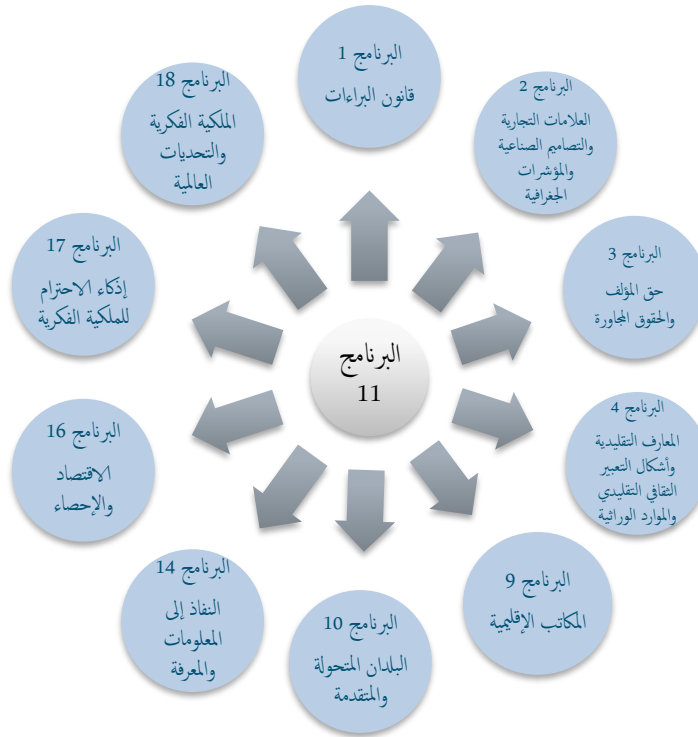 البرنامج 1
قانون البراءات
البرنامج 2
العلامات التجارية
والتصاميم الصناعية
والمؤشرات
الجغرافية
البرنامج 3
حق المؤلف
والحقوق المجاورة
البرنامج 4
المعارف التقليدية
وأشكال التعبير
الثقافي التقليدي
والموارد الوراثية
البرنامج 9
المكاتب الإقليمية
البرنامج 10
البلدان المتحولة
والمتقدمة
البرنامج 14
النفاذ إلى
المعلومات
والمعرفة
البرنامج 16
الاقتصاد
والإحصاء
البرنامج 17
إذكاء الاحترام
للملكية الفكرية
البرنامج 18
الملكية الفكرية
والتحديات
العالمية
البرنامج
11